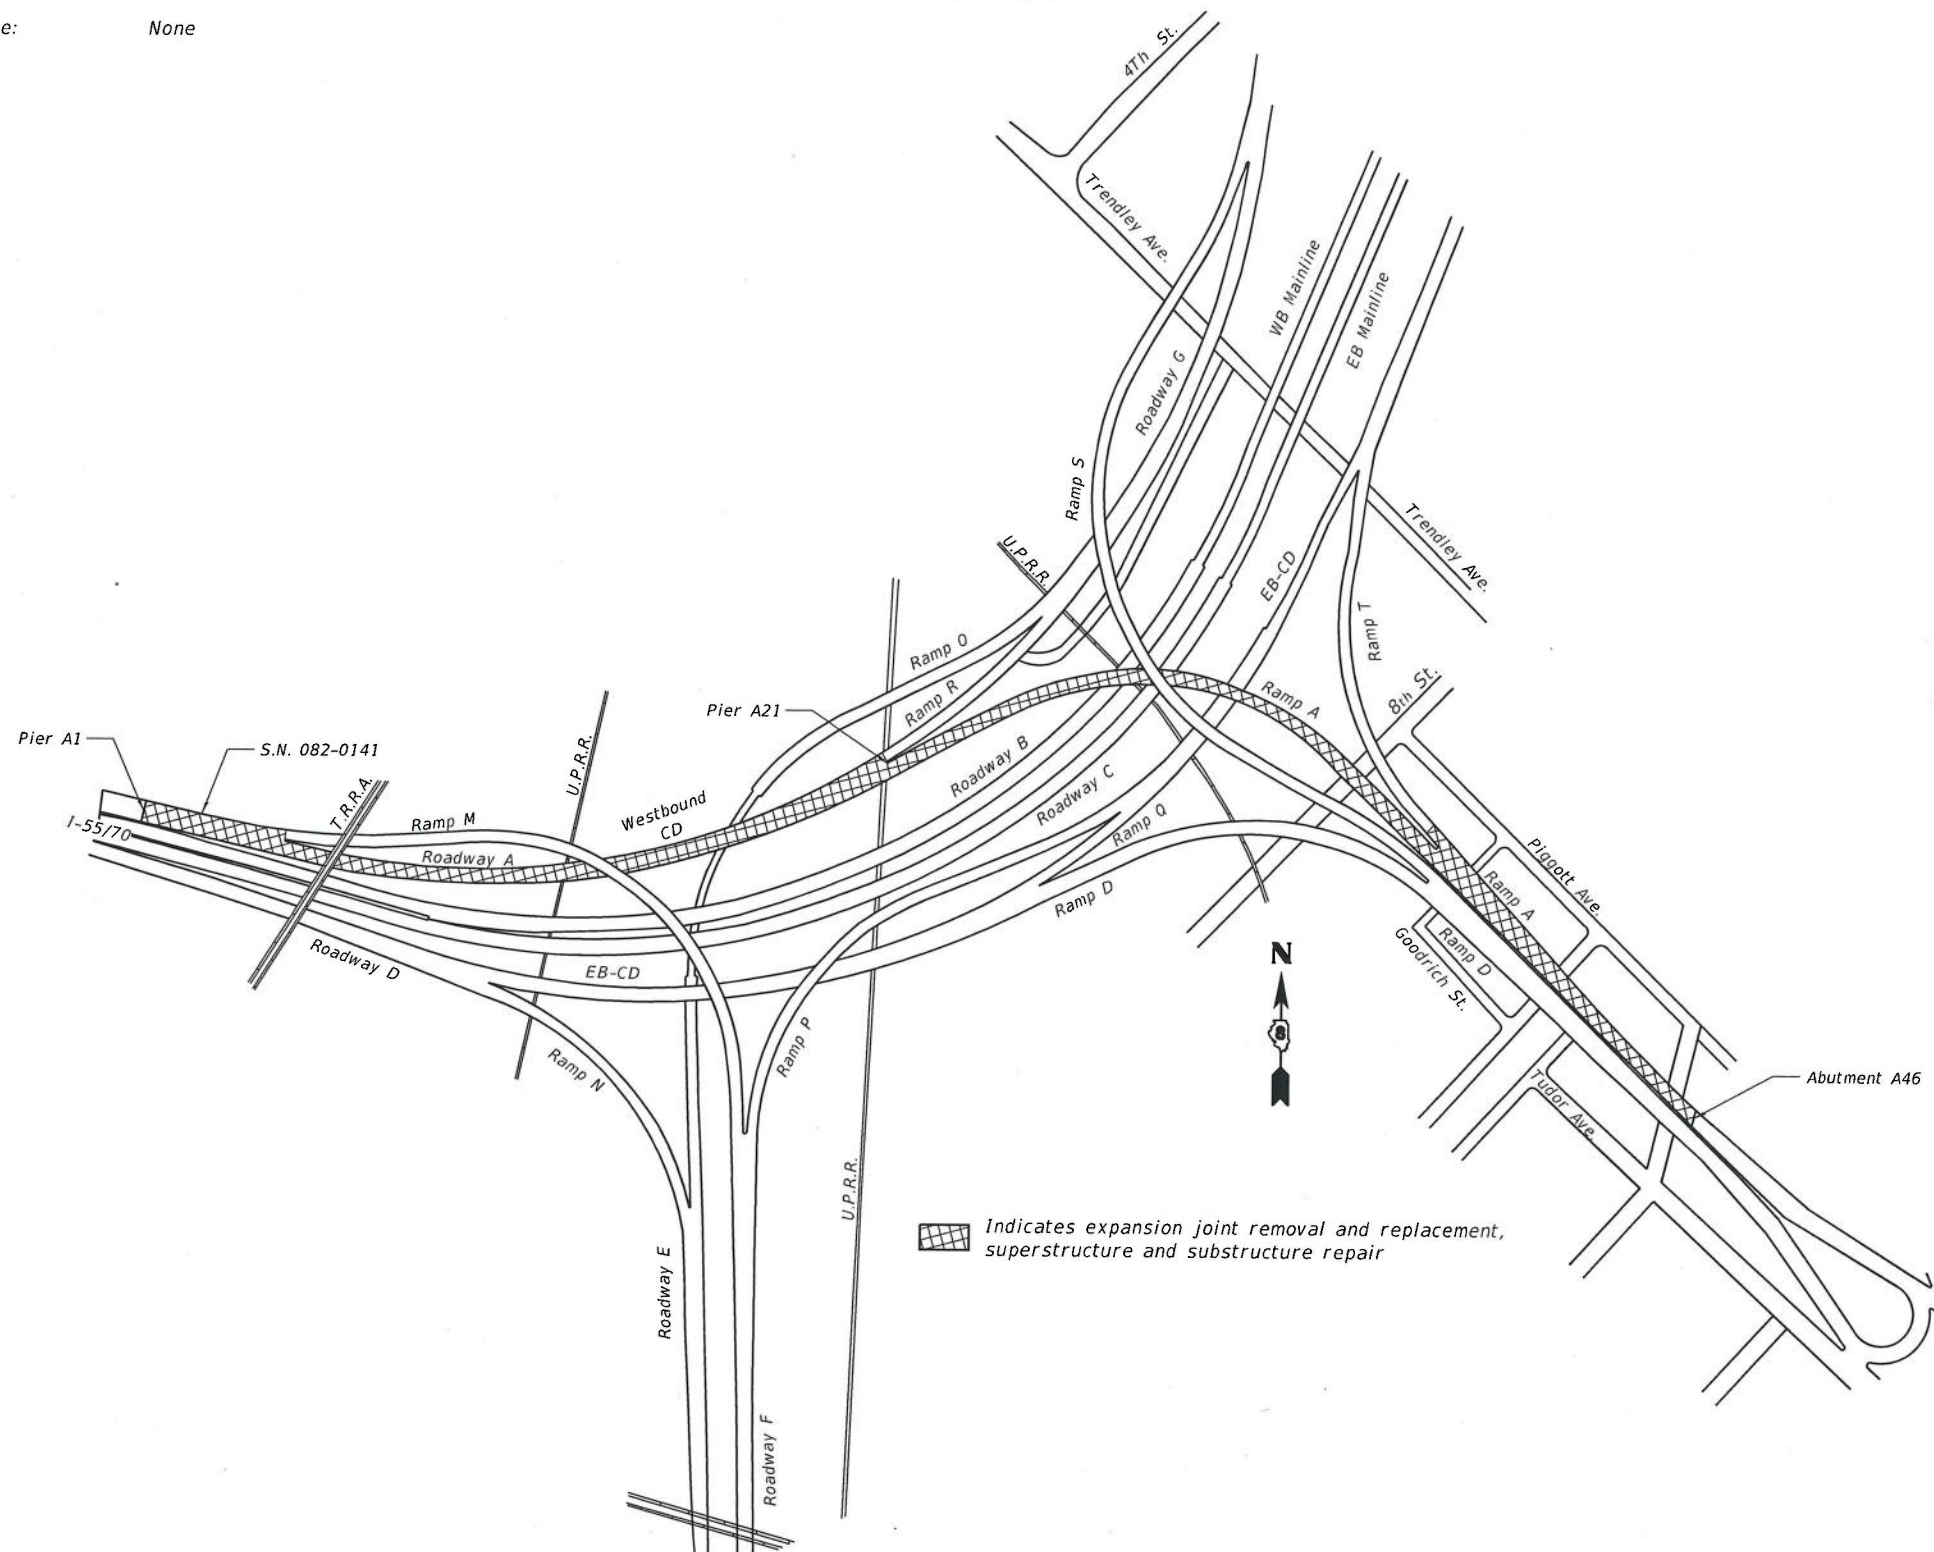 e: None
4Th St.
Trendley Ave.
WB Mainline
EB Mainline
Roadway G
Ramp S
Trendley Ave.
U.P.R.R.
EB-CD
Ramp T
Ramp O
8th St.
Ramp R
Ramp A
Pier A21
Pier A1
S.N. 082-0141
U.P.R.R.
T.R.R.A.
Roadway B
Roadway C
Westbound
CD
I-55/70
Ramp M
Ramp Q
Roadway A
Piggott Ave.
Ramp A
Ramp D
Roadway D
EB-CD
Ramp D
Goodrich St.
N
Ramp P
Ramp N
Tudor Ave.
Abutment A46
U.P.R.R.
Indicates expansion joint removal and replacement,
superstructure and substructure repair
Roadway E
Roadway F